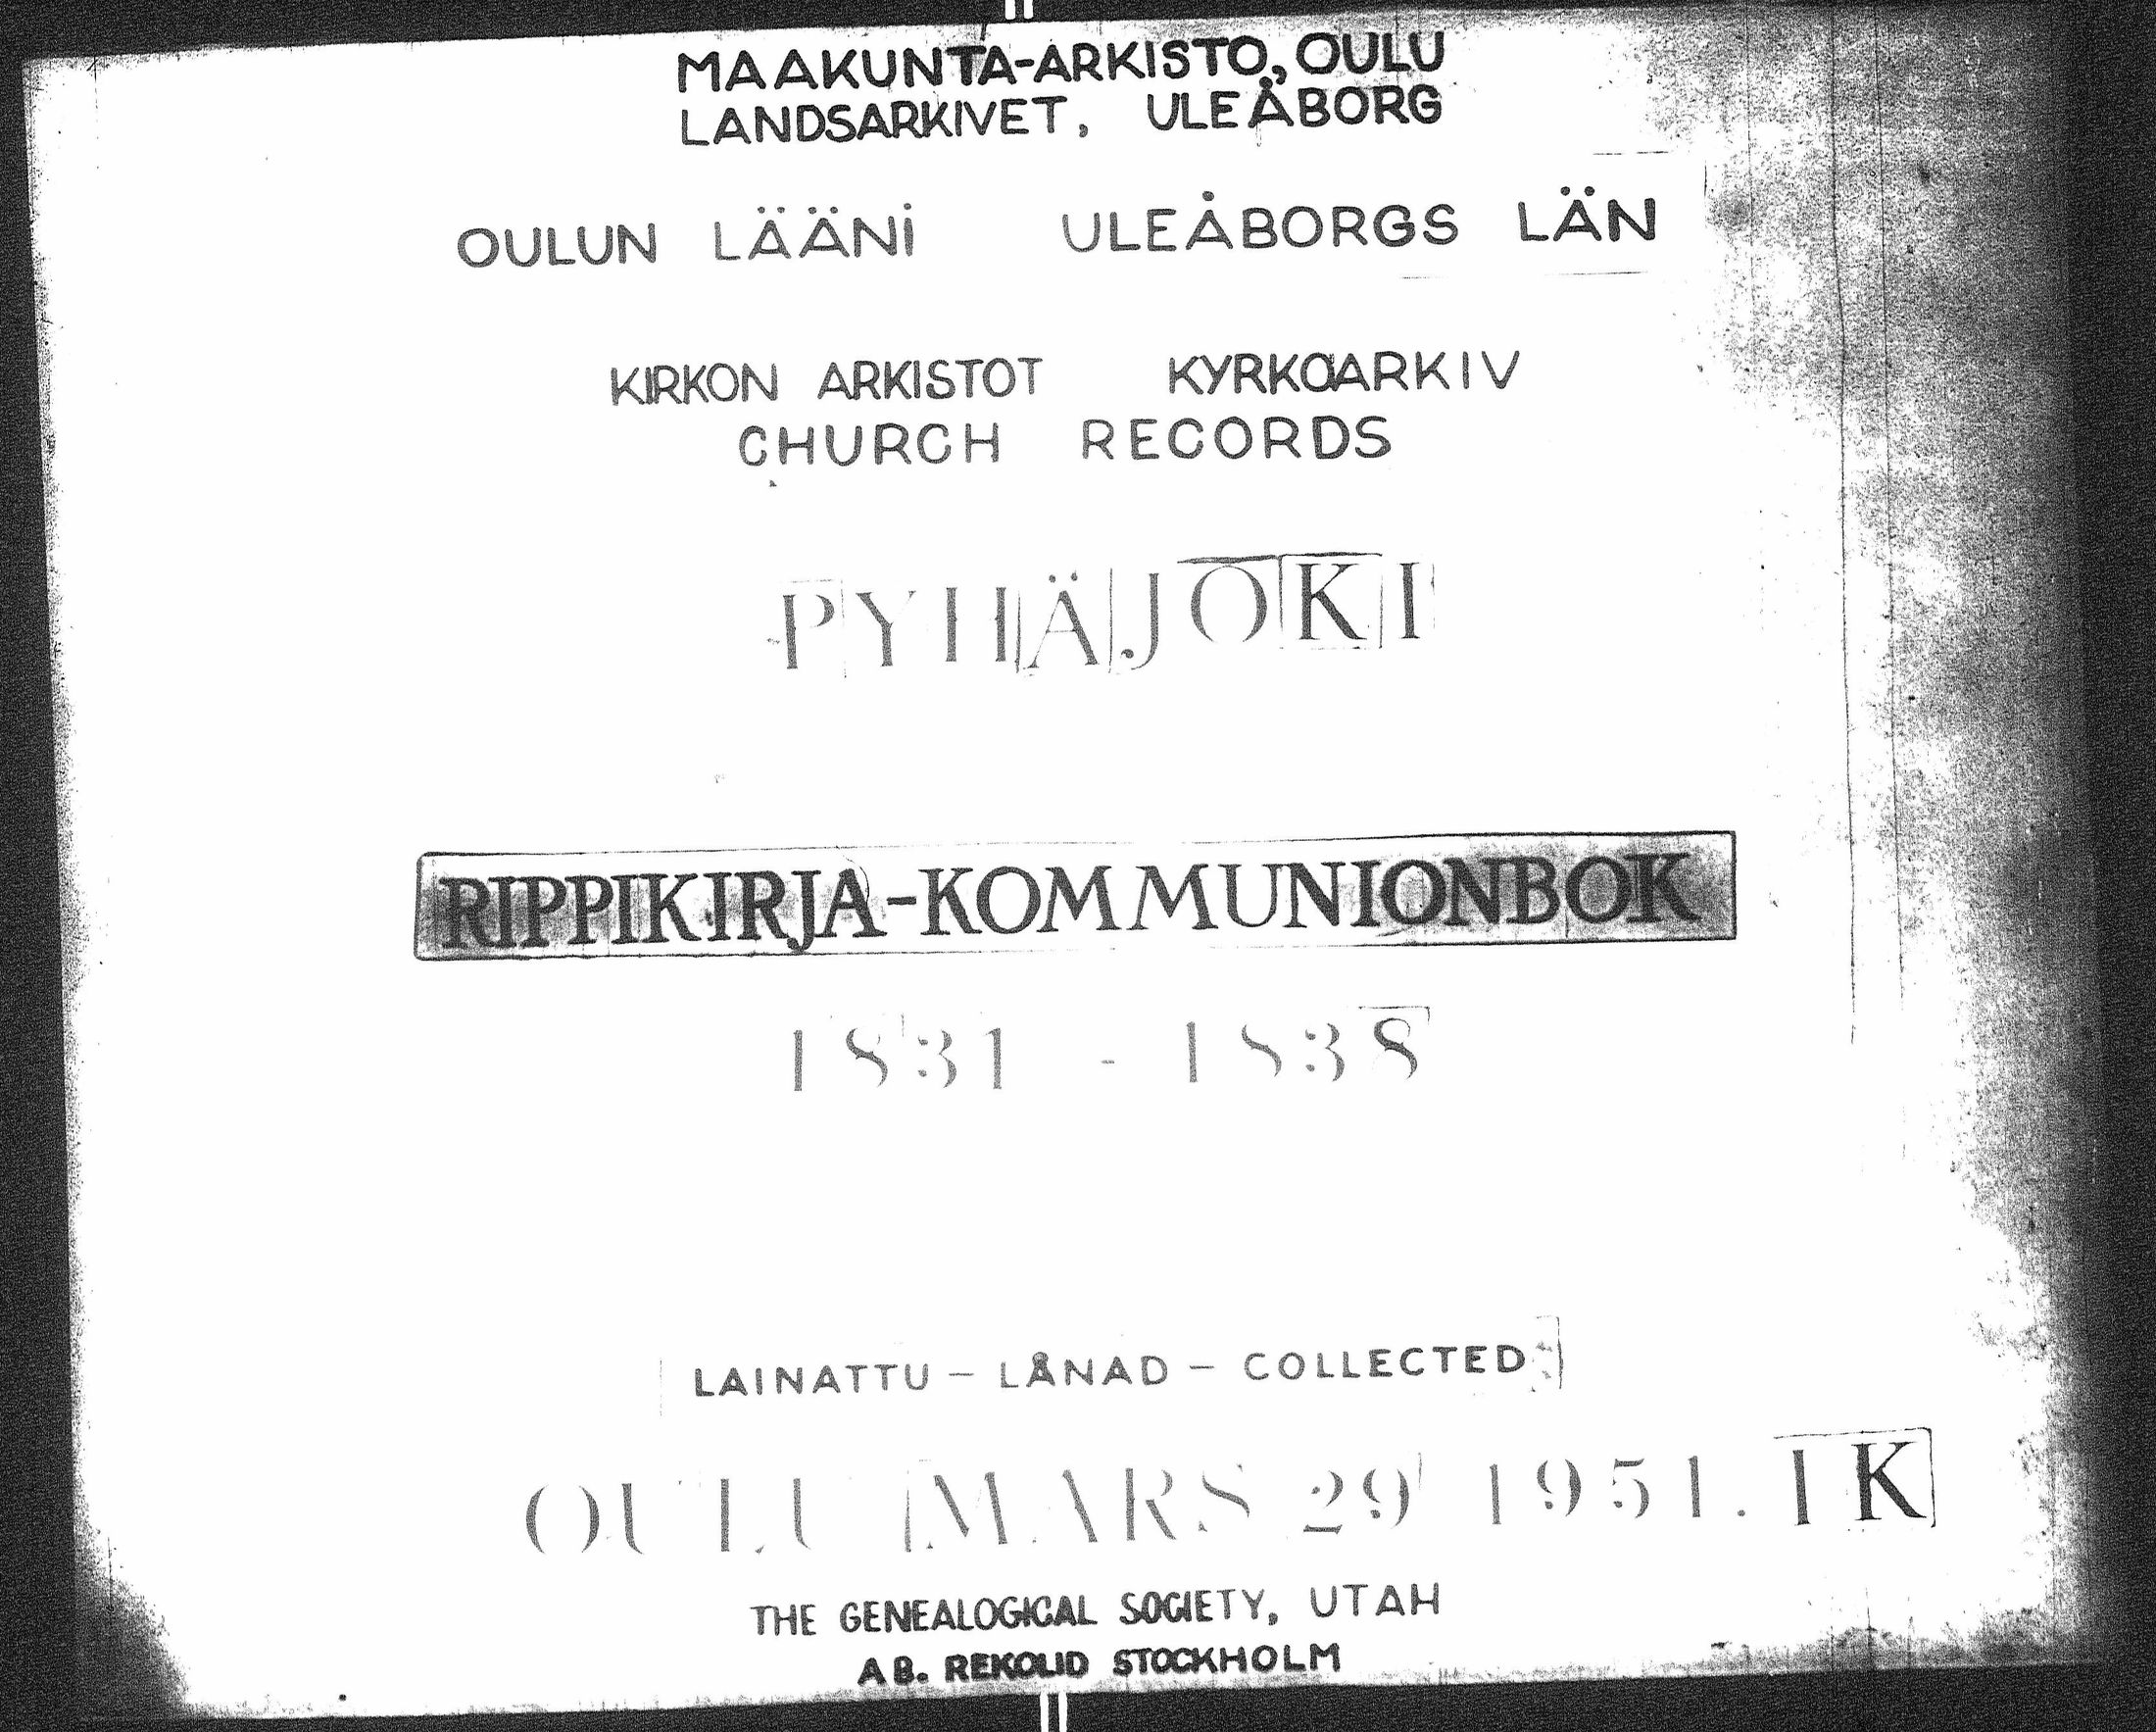 MAAKUNTA-ARKISTO, OULU
LANDSARKIVET, ULEÅBORG
OULUN LÄÄNI ULEÅBORGS LÄN
KIRKON ARKISTOT KYRKOARKIV
CHURCH RECORDS
PYHÄJOKI
RIPPIKIRJA-KOMMUNIONBOK
1831 - 1838
LAINATTU - LÅNAD - COLLECTED
OULU MARS 29 1951. IK
THE GENEALOGICAL SOCIETY, UTAH
AB. REKOLID STOCKHOLM